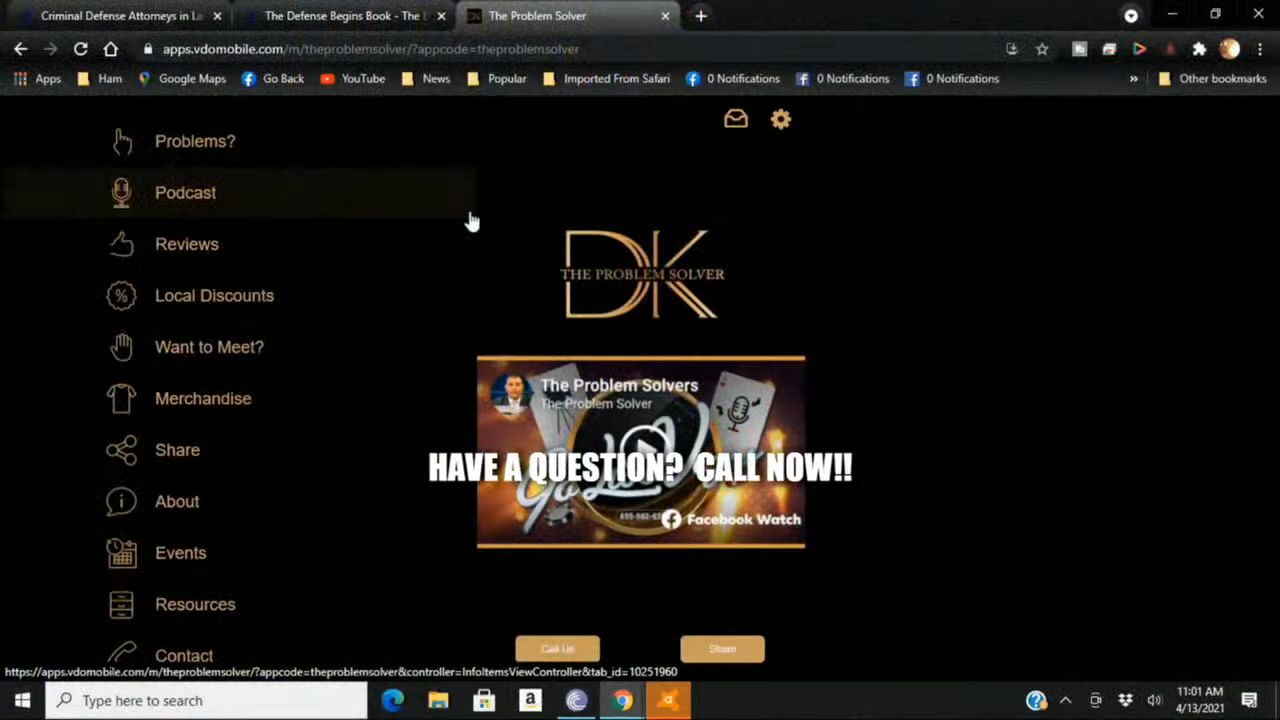 Criminal Defense Attorneys in La
The Defense Begins Book - The D
The Problem Solver
apps.vdomobile.com/m/theproblemsolver/?appcode=theproblemsolver
Apps
Ham
Google Maps
Go Back
YouTube
News
Popular
Imported From Safari
0 Notifications
0 Notifications
0 Notifications
»
Other bookmarks
Problems?
Podcast
Reviews
Local Discounts
Want to Meet?
Merchandise
Share
About
Events
Resources
Contact
DK
THE PROBLEM SOLVER
The Problem Solvers
The Problem Solver
HAVE A QUESTION? CALL NOW!!
Facebook Watch
Call Us
Share
https://apps.vdomobile.com/m/theproblemsolver/?appcode=theproblemsolver&controller=InfoItemsViewController&tab_id=10251960
Type here to search
11:01 AM
4/13/2021